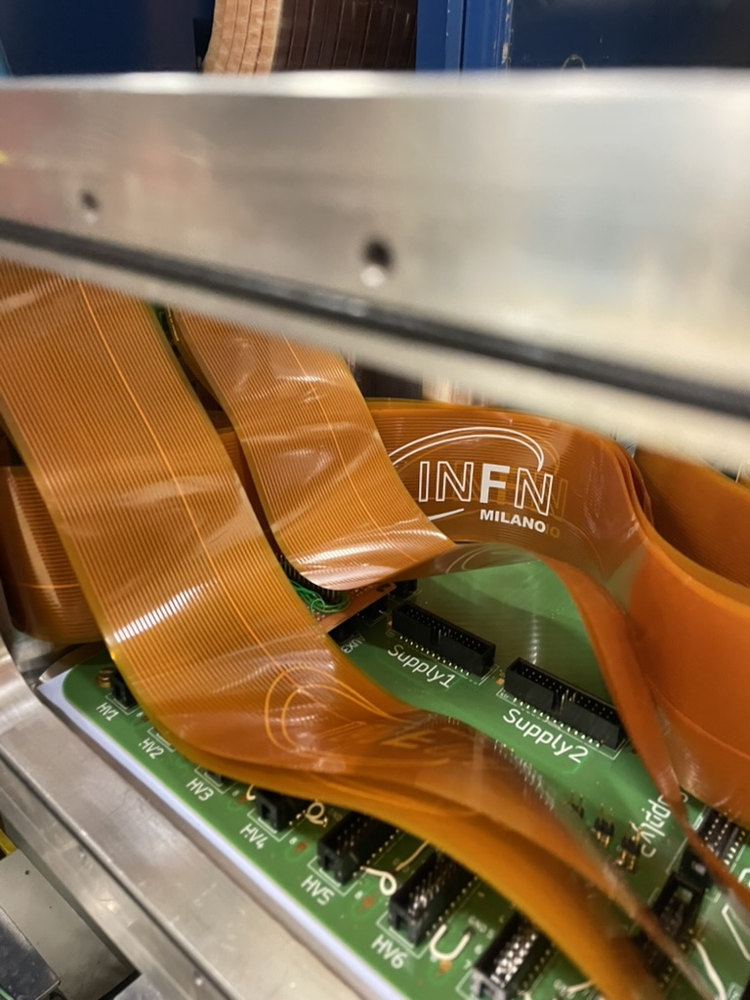 INFN
MILANO
Supply1
Supply2
HV1
HV2
HV3
HV4
HV5
HV6